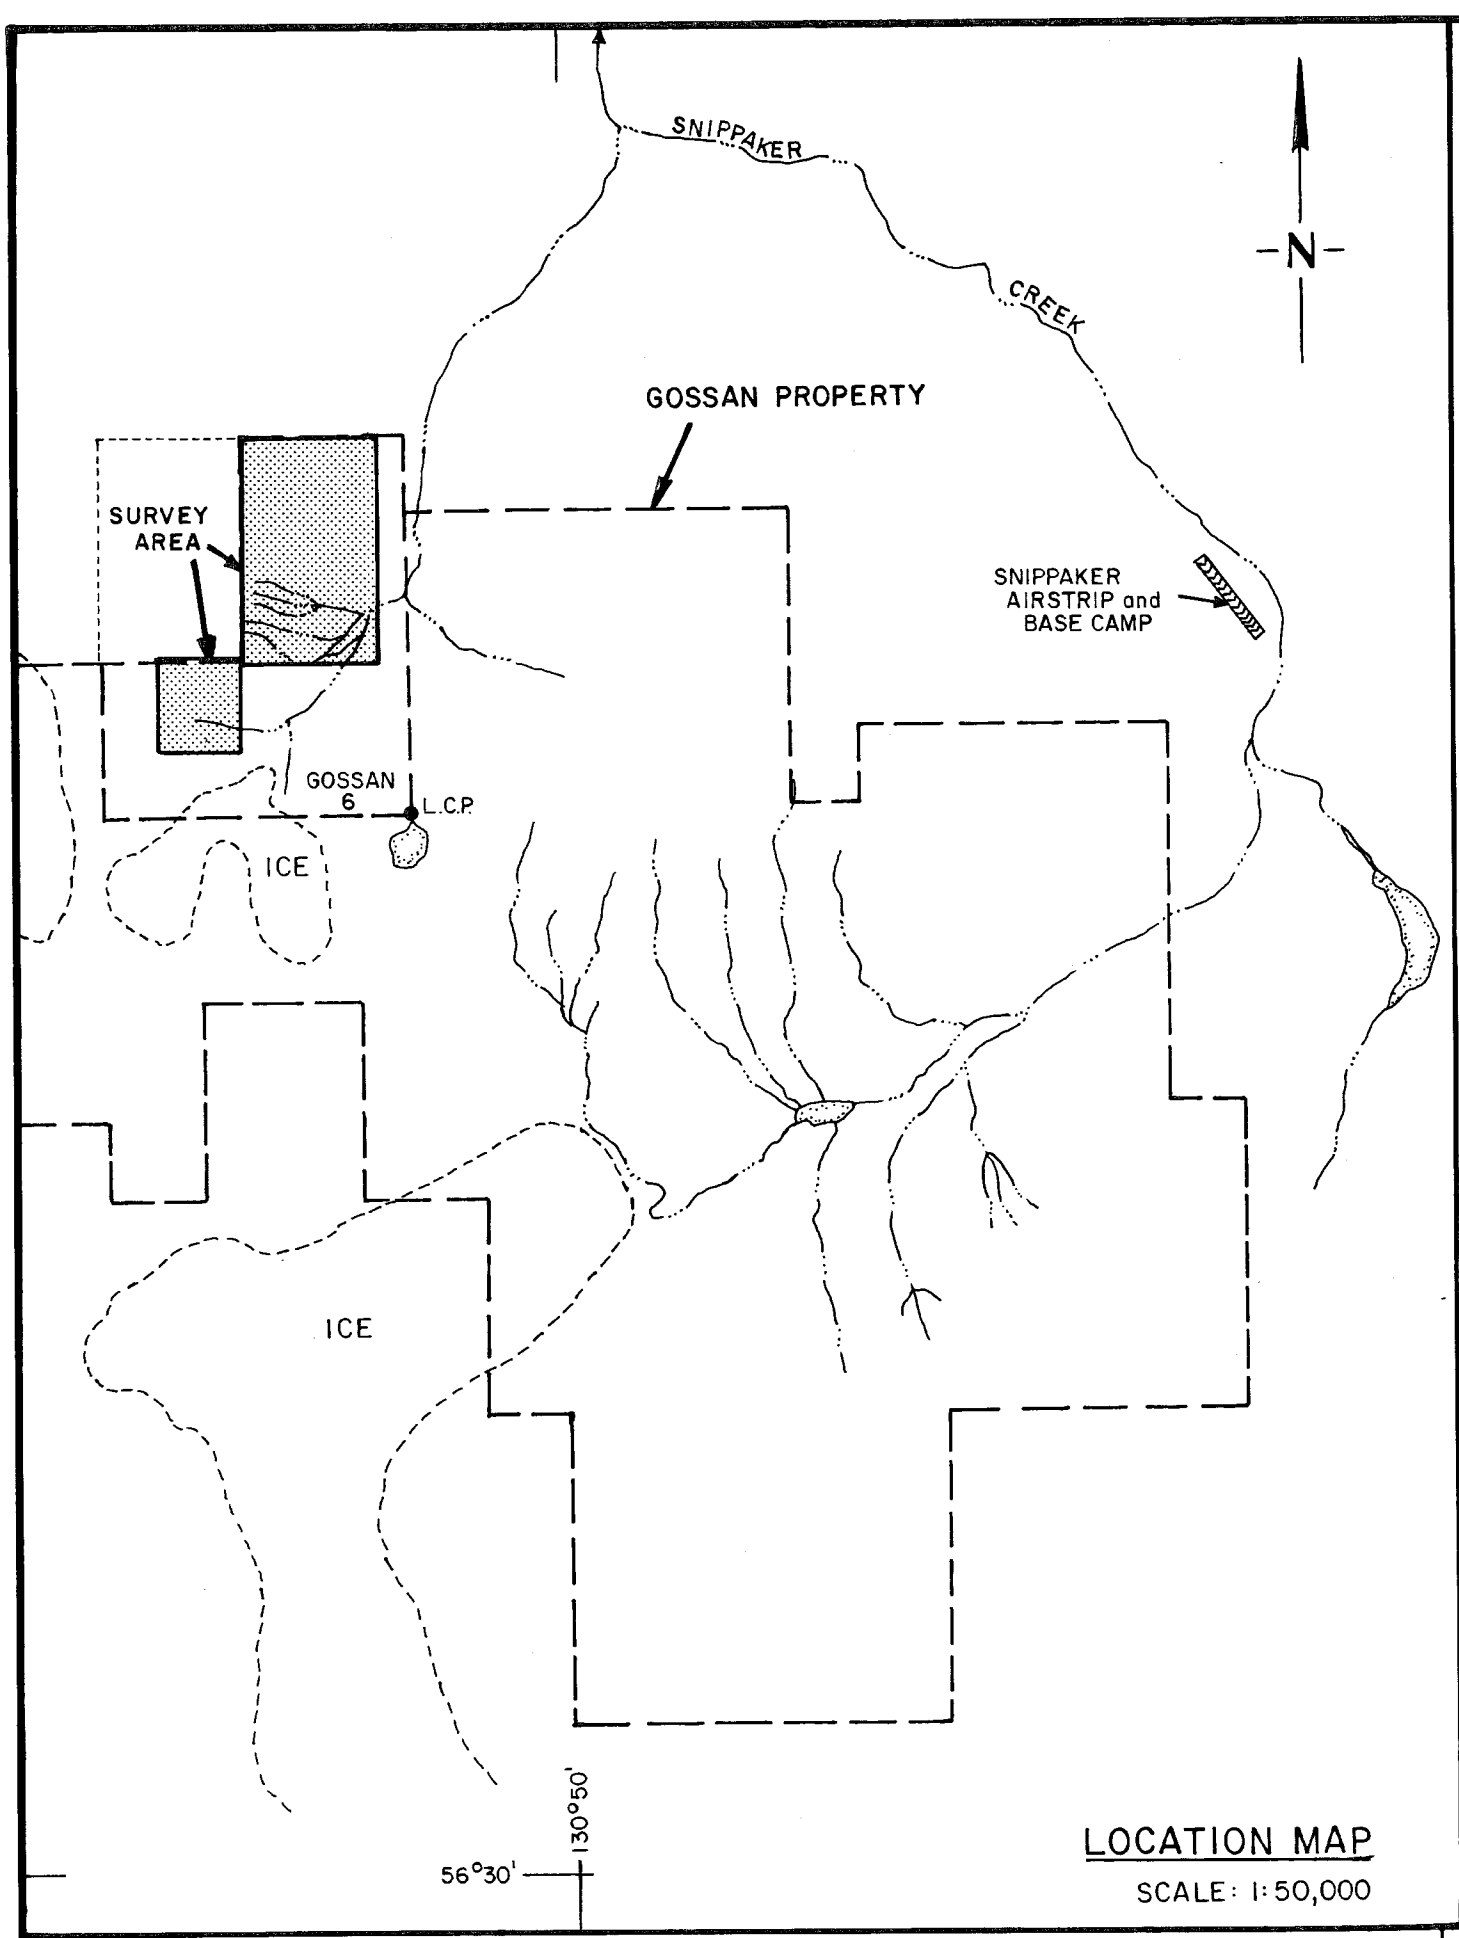 SNIPPAKER
CREEK
-N-
GOSSAN PROPERTY
SURVEY
AREA
SNIPPAKER
AIRSTRIP and
BASE CAMP
GOSSAN
6
L.C.P.
ICE
ICE
130°50'
56°30'
LOCATION MAP
SCALE: 1:50,000